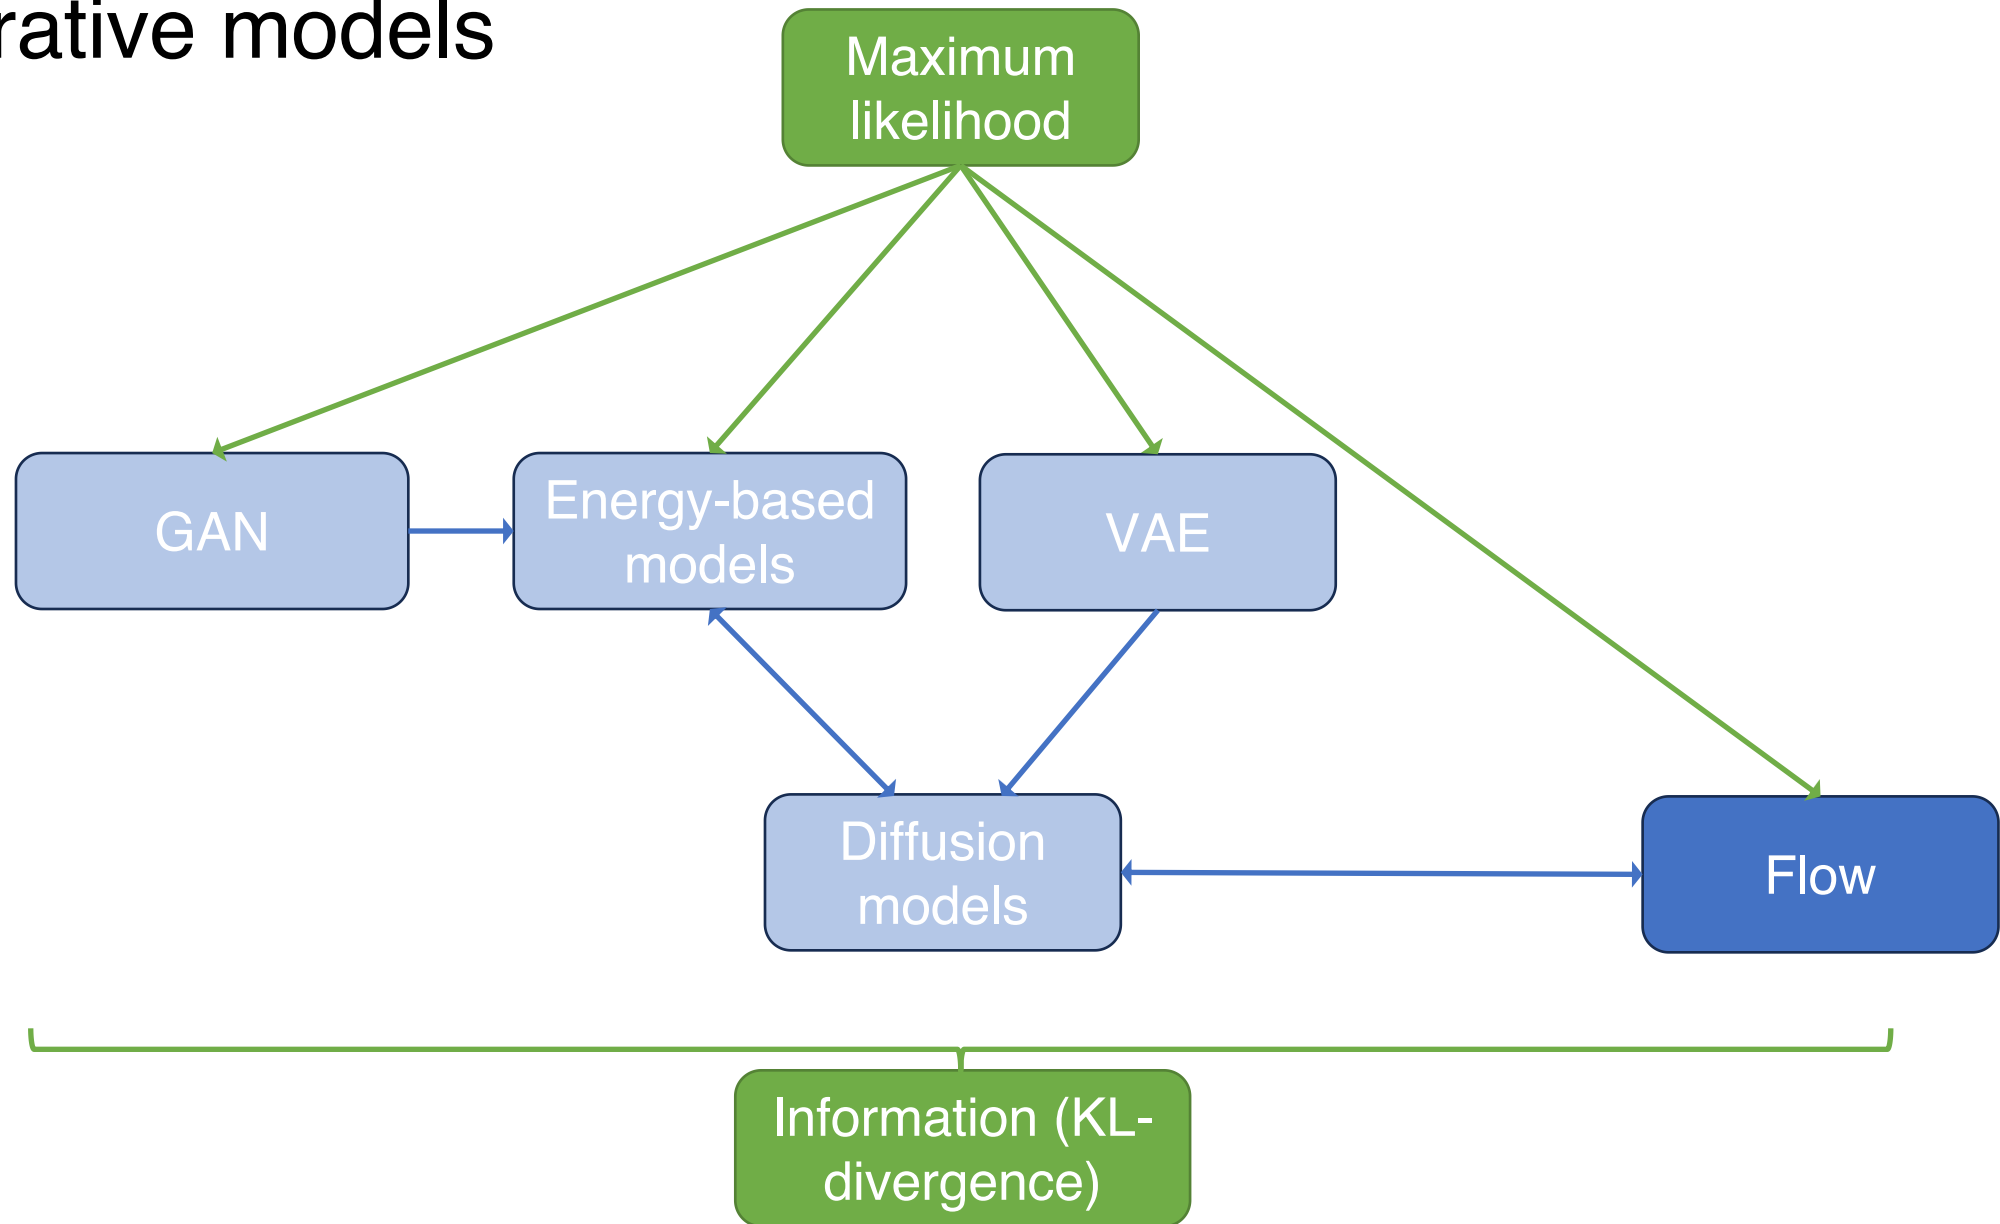 rative models
Maximum
likelihood
GAN
Energy-based
models
VAE
Diffusion
models
Flow
Information (KL-
divergence)